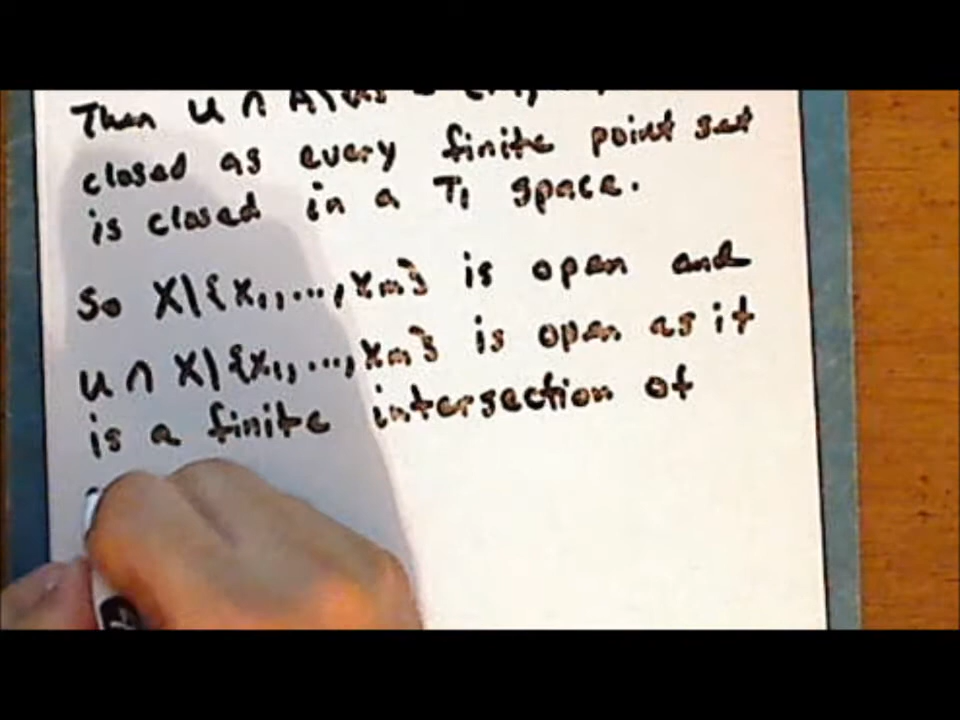 Then U ∩ A\
closed as every finite point set
is closed in a T₁ space.
So X\{x₁,...,xₘ} is open and
U ∩ X\{x₁,...,xₘ} is open as it
is a finite intersection of